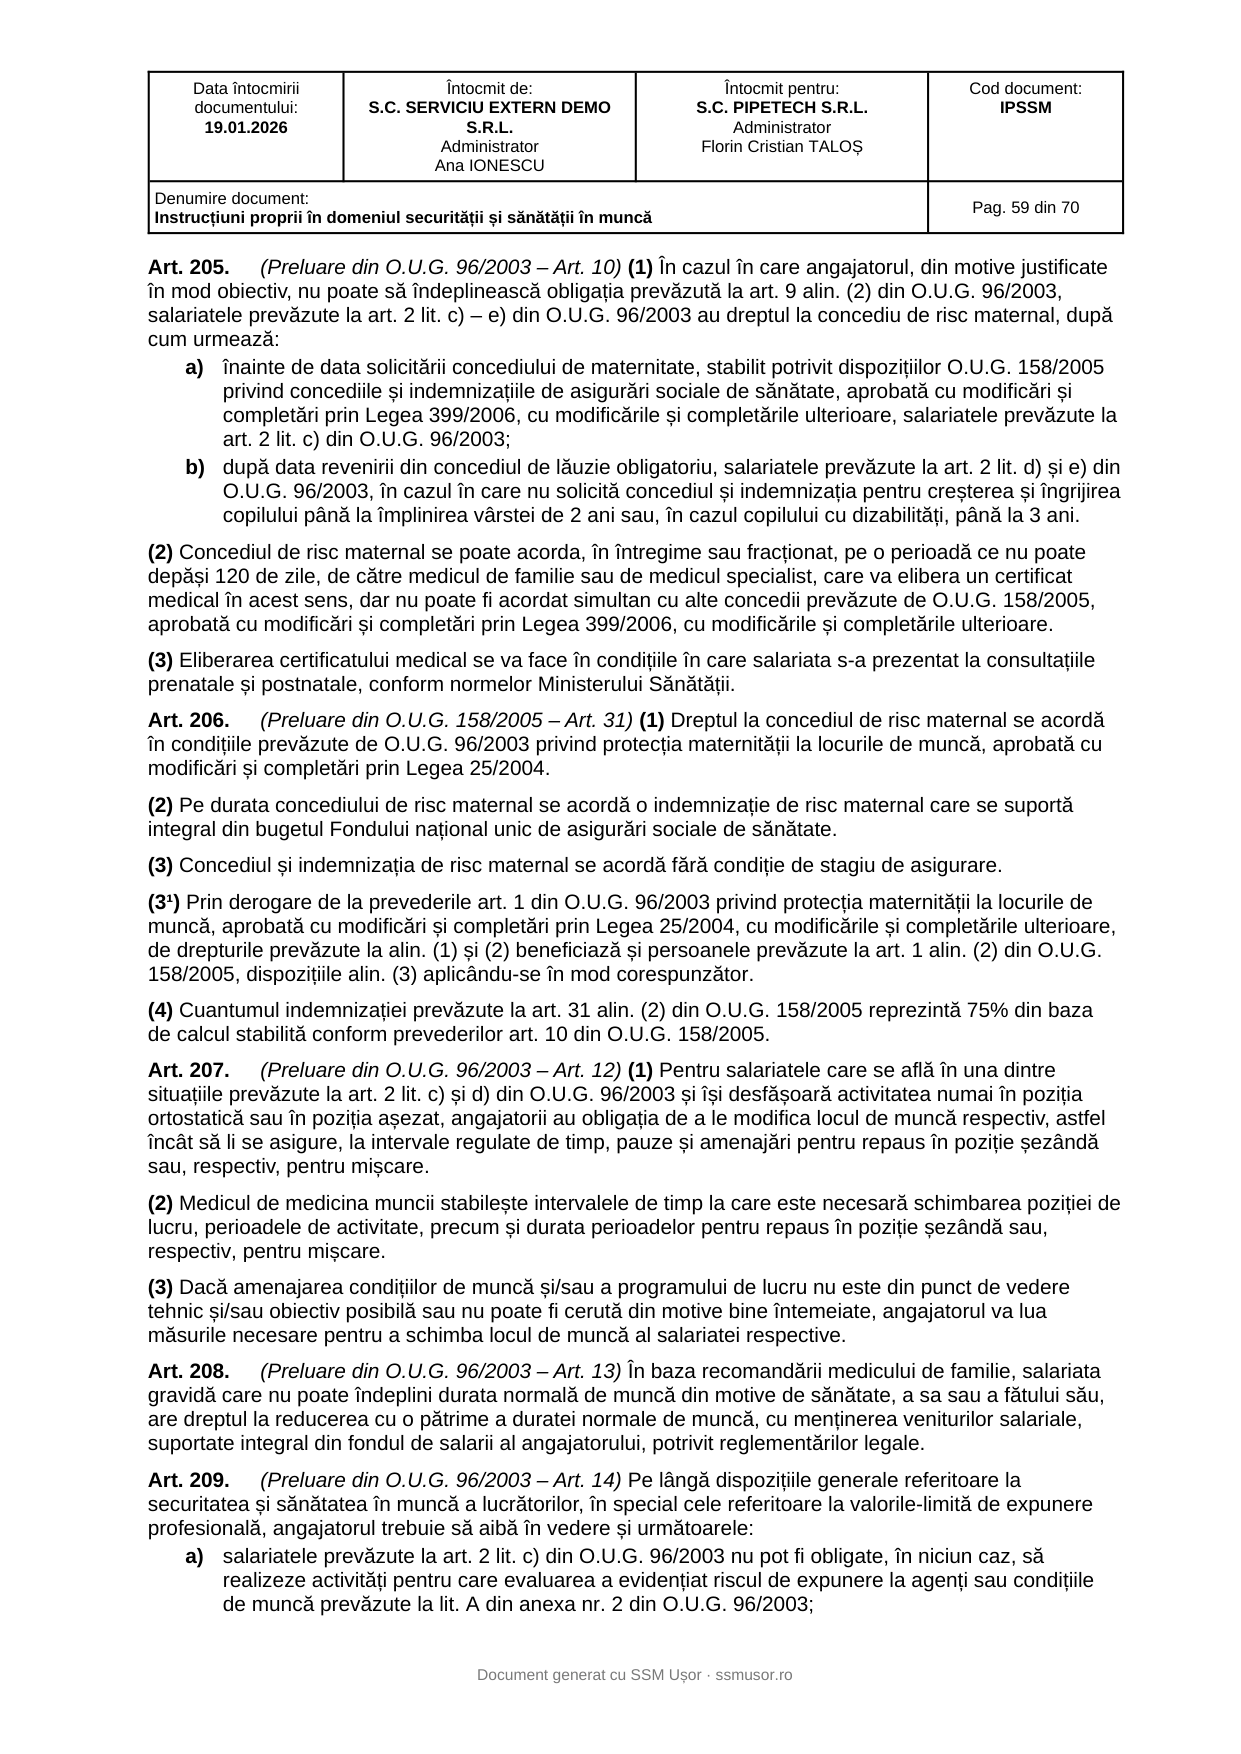 Data întocmirii
documentului:
19.01.2026
Întocmit de:
S.C. SERVICIU EXTERN DEMO
S.R.L.
Administrator
Ana IONESCU
Întocmit pentru:
S.C. PIPETECH S.R.L.
Administrator
Florin Cristian TALOȘ
Cod document:
IPSSM
Denumire document:
Instrucțiuni proprii în domeniul securității și sănătății în muncă
Pag. 59 din 70
Art. 205. (Preluare din O.U.G. 96/2003 – Art. 10) (1) În cazul în care angajatorul, din motive justificate
în mod obiectiv, nu poate să îndeplinească obligația prevăzută la art. 9 alin. (2) din O.U.G. 96/2003,
salariatele prevăzute la art. 2 lit. c) – e) din O.U.G. 96/2003 au dreptul la concediu de risc maternal, după
cum urmează:
a) înainte de data solicitării concediului de maternitate, stabilit potrivit dispozițiilor O.U.G. 158/2005
privind concediile și indemnizațiile de asigurări sociale de sănătate, aprobată cu modificări și
completări prin Legea 399/2006, cu modificările și completările ulterioare, salariatele prevăzute la
art. 2 lit. c) din O.U.G. 96/2003;
b) după data revenirii din concediul de lăuzie obligatoriu, salariatele prevăzute la art. 2 lit. d) și e) din
O.U.G. 96/2003, în cazul în care nu solicită concediul și indemnizația pentru creșterea și îngrijirea
copilului până la împlinirea vârstei de 2 ani sau, în cazul copilului cu dizabilități, până la 3 ani.
(2) Concediul de risc maternal se poate acorda, în întregime sau fracționat, pe o perioadă ce nu poate
depăși 120 de zile, de către medicul de familie sau de medicul specialist, care va elibera un certificat
medical în acest sens, dar nu poate fi acordat simultan cu alte concedii prevăzute de O.U.G. 158/2005,
aprobată cu modificări și completări prin Legea 399/2006, cu modificările și completările ulterioare.
(3) Eliberarea certificatului medical se va face în condițiile în care salariata s-a prezentat la consultațiile
prenatale și postnatale, conform normelor Ministerului Sănătății.
Art. 206. (Preluare din O.U.G. 158/2005 – Art. 31) (1) Dreptul la concediul de risc maternal se acordă
în condițiile prevăzute de O.U.G. 96/2003 privind protecția maternității la locurile de muncă, aprobată cu
modificări și completări prin Legea 25/2004.
(2) Pe durata concediului de risc maternal se acordă o indemnizație de risc maternal care se suportă
integral din bugetul Fondului național unic de asigurări sociale de sănătate.
(3) Concediul și indemnizația de risc maternal se acordă fără condiție de stagiu de asigurare.
(3¹) Prin derogare de la prevederile art. 1 din O.U.G. 96/2003 privind protecția maternității la locurile de
muncă, aprobată cu modificări și completări prin Legea 25/2004, cu modificările și completările ulterioare,
de drepturile prevăzute la alin. (1) și (2) beneficiază și persoanele prevăzute la art. 1 alin. (2) din O.U.G.
158/2005, dispozițiile alin. (3) aplicându-se în mod corespunzător.
(4) Cuantumul indemnizației prevăzute la art. 31 alin. (2) din O.U.G. 158/2005 reprezintă 75% din baza
de calcul stabilită conform prevederilor art. 10 din O.U.G. 158/2005.
Art. 207. (Preluare din O.U.G. 96/2003 – Art. 12) (1) Pentru salariatele care se află în una dintre
situațiile prevăzute la art. 2 lit. c) și d) din O.U.G. 96/2003 și își desfășoară activitatea numai în poziția
ortostatică sau în poziția așezat, angajatorii au obligația de a le modifica locul de muncă respectiv, astfel
încât să li se asigure, la intervale regulate de timp, pauze și amenajări pentru repaus în poziție șezândă
sau, respectiv, pentru mișcare.
(2) Medicul de medicina muncii stabilește intervalele de timp la care este necesară schimbarea poziției de
lucru, perioadele de activitate, precum și durata perioadelor pentru repaus în poziție șezândă sau,
respectiv, pentru mișcare.
(3) Dacă amenajarea condițiilor de muncă și/sau a programului de lucru nu este din punct de vedere
tehnic și/sau obiectiv posibilă sau nu poate fi cerută din motive bine întemeiate, angajatorul va lua
măsurile necesare pentru a schimba locul de muncă al salariatei respective.
Art. 208. (Preluare din O.U.G. 96/2003 – Art. 13) În baza recomandării medicului de familie, salariata
gravidă care nu poate îndeplini durata normală de muncă din motive de sănătate, a sa sau a fătului său,
are dreptul la reducerea cu o pătrime a duratei normale de muncă, cu menținerea veniturilor salariale,
suportate integral din fondul de salarii al angajatorului, potrivit reglementărilor legale.
Art. 209. (Preluare din O.U.G. 96/2003 – Art. 14) Pe lângă dispozițiile generale referitoare la
securitatea și sănătatea în muncă a lucrătorilor, în special cele referitoare la valorile-limită de expunere
profesională, angajatorul trebuie să aibă în vedere și următoarele:
a) salariatele prevăzute la art. 2 lit. c) din O.U.G. 96/2003 nu pot fi obligate, în niciun caz, să
realizeze activități pentru care evaluarea a evidențiat riscul de expunere la agenți sau condițiile
de muncă prevăzute la lit. A din anexa nr. 2 din O.U.G. 96/2003;
Document generat cu SSM Ușor · ssmusor.ro